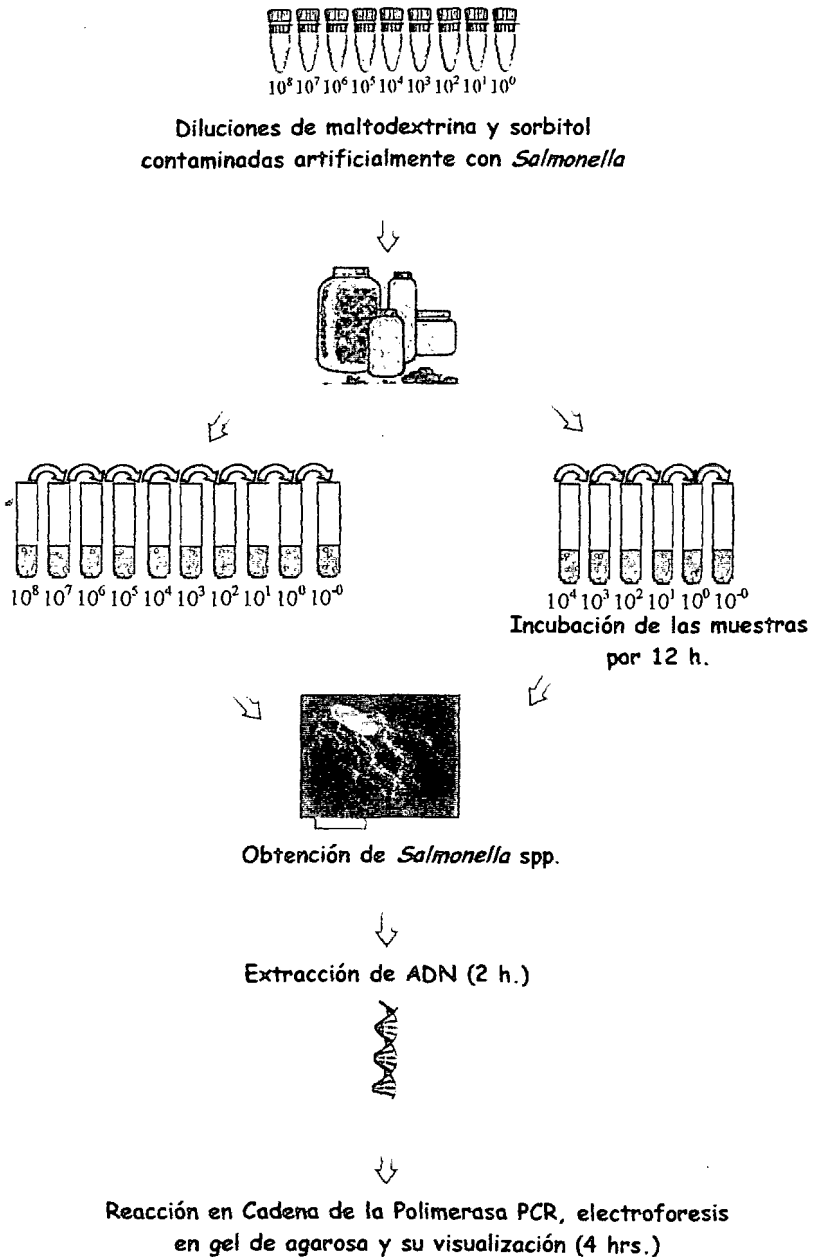 10⁸ 10⁷ 10⁶ 10⁵ 10⁴ 10³ 10² 10¹ 10⁰
Diluciones de maltodextrina y sorbitol
contaminadas artificialmente con Salmonella
10⁸ 10⁷ 10⁶ 10⁵ 10⁴ 10³ 10² 10¹ 10⁰ 10⁻⁰
10⁴ 10³ 10² 10¹ 10⁰ 10⁻⁰
Incubación de las muestras
por 12 h.
Obtención de Salmonella spp.
Extracción de ADN (2 h.)
Reacción en Cadena de la Polimerasa PCR, electroforesis
en gel de agarosa y su visualización (4 hrs.)